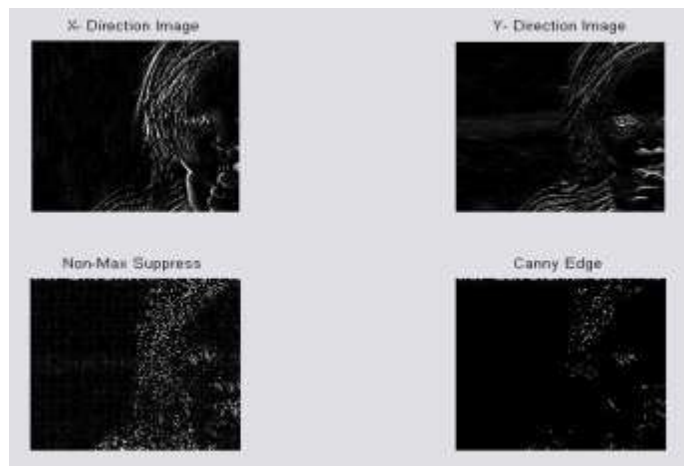 X- Direction Image
Y- Direction Image
Non-Max Suppress
Canny Edge